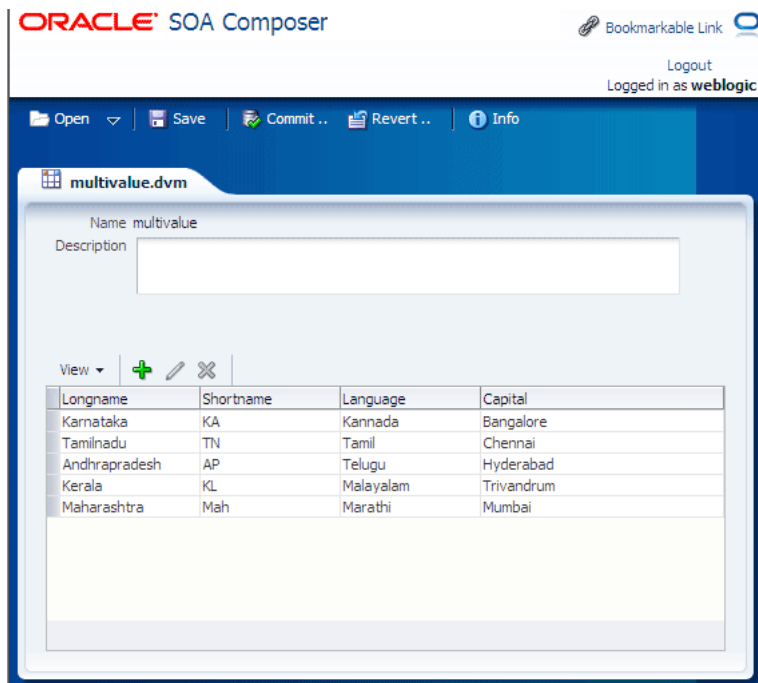 ORACLE SOA Composer
Bookmarkable Link
Logout
Logged in as weblogic
Open Save Commit .. Revert .. Info
multivalue.dvm
Name multivalue
Description
View
Longname Shortname Language Capital
Karnataka KA Kannada Bangalore
Tamilnadu TN Tamil Chennai
Andhrapradesh AP Telugu Hyderabad
Kerala KL Malayalam Trivandrum
Maharashtra Mah Marathi Mumbai